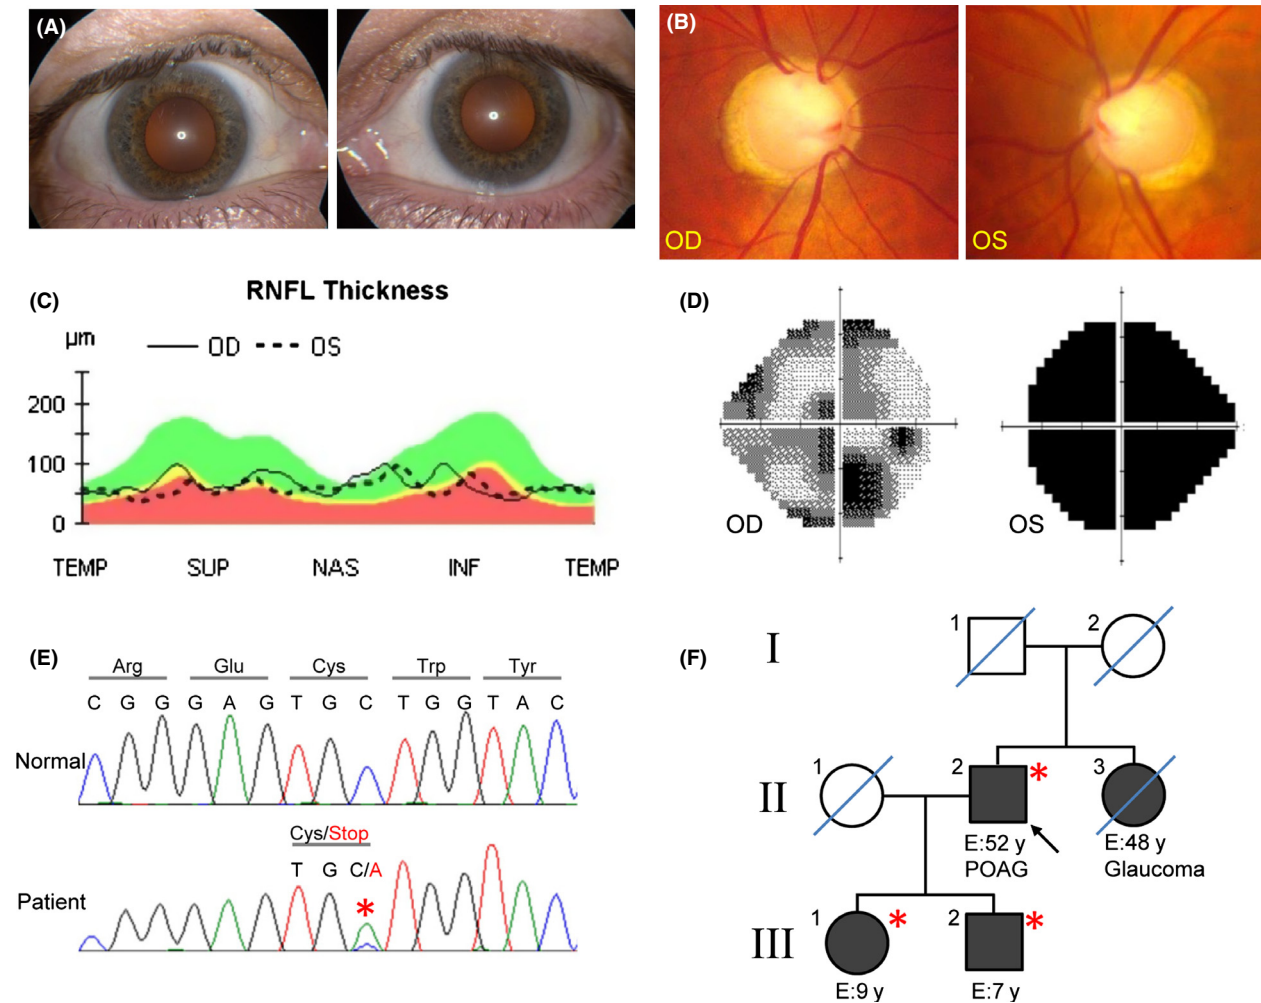 (A)
(B)
OD
OS
(C)
RNFL Thickness
µm
OD
OS
200
100
0
TEMP
SUP
NAS
INF
TEMP
(D)
OD
OS
(E)
Arg
Glu
Cys
Trp
Tyr
C G G G A G T G C T G G T A C
Normal
Cys/Stop
T G C/A
*
Patient
(F)
I
1
2
II
1
2
*
3
E:52 y
POAG
E:48 y
Glaucoma
III
1
*
2
*
E:9 y
E:7 y